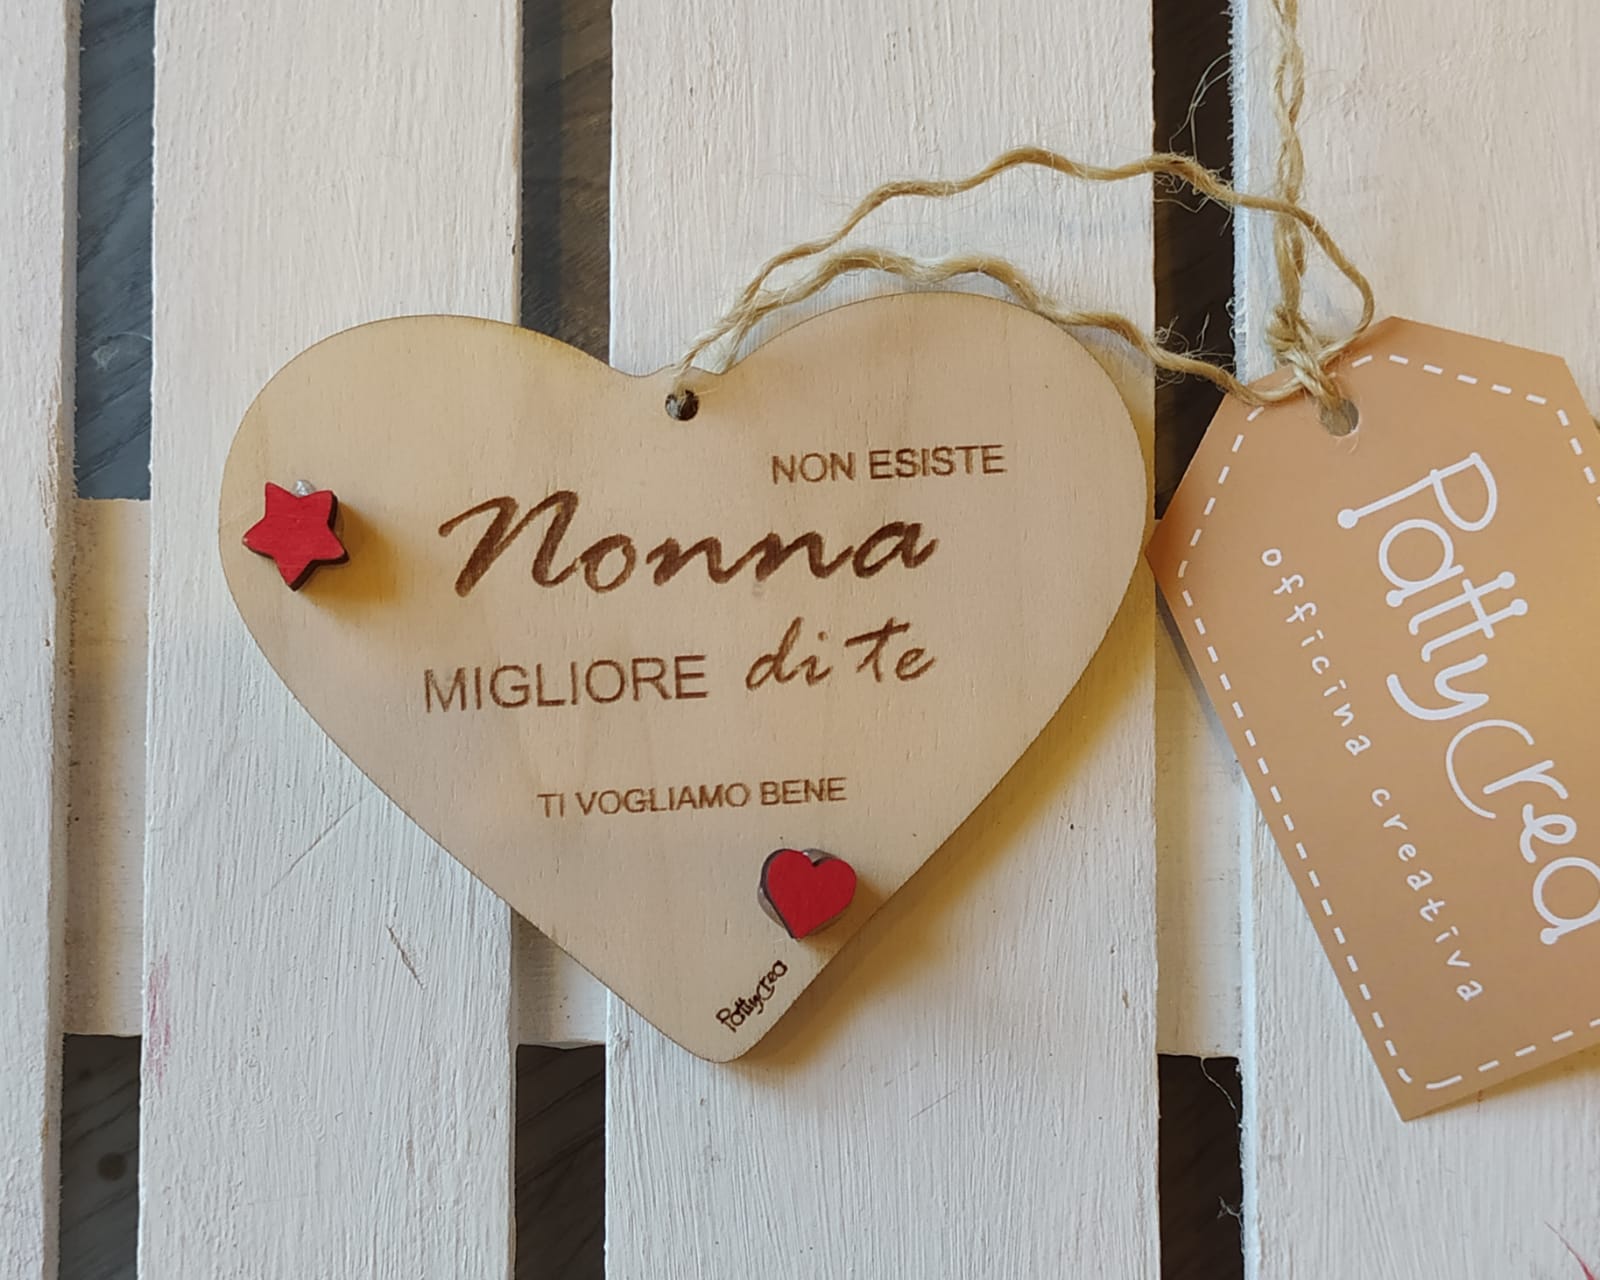 NON ESISTE
Nonna
MIGLIORE di te
TI VOGLIAMO BENE
PattyCrea
PattyCrea
officina creativa